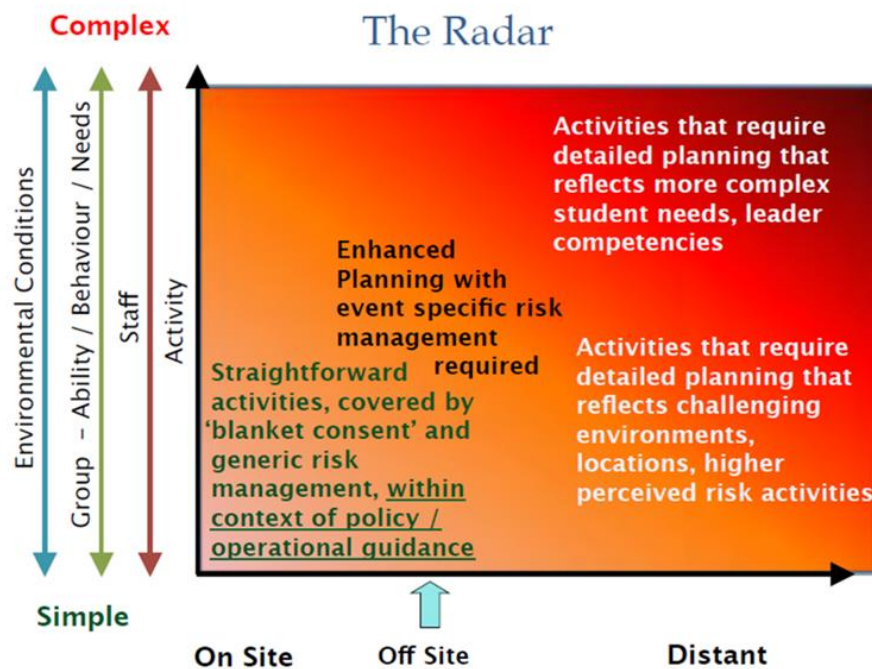 Complex
The Radar
Environmental Conditions
Group – Ability / Behaviour / Needs
Staff
Activity
Activities that require
detailed planning that
reflects more complex
student needs, leader
competencies
Enhanced
Planning with
event specific risk
management
required
Straightforward
activities, covered by
‘blanket consent’ and
generic risk
management, within
context of policy /
operational guidance
Activities that require
detailed planning that
reflects challenging
environments,
locations, higher
perceived risk activities
Simple
On Site
Off Site
Distant